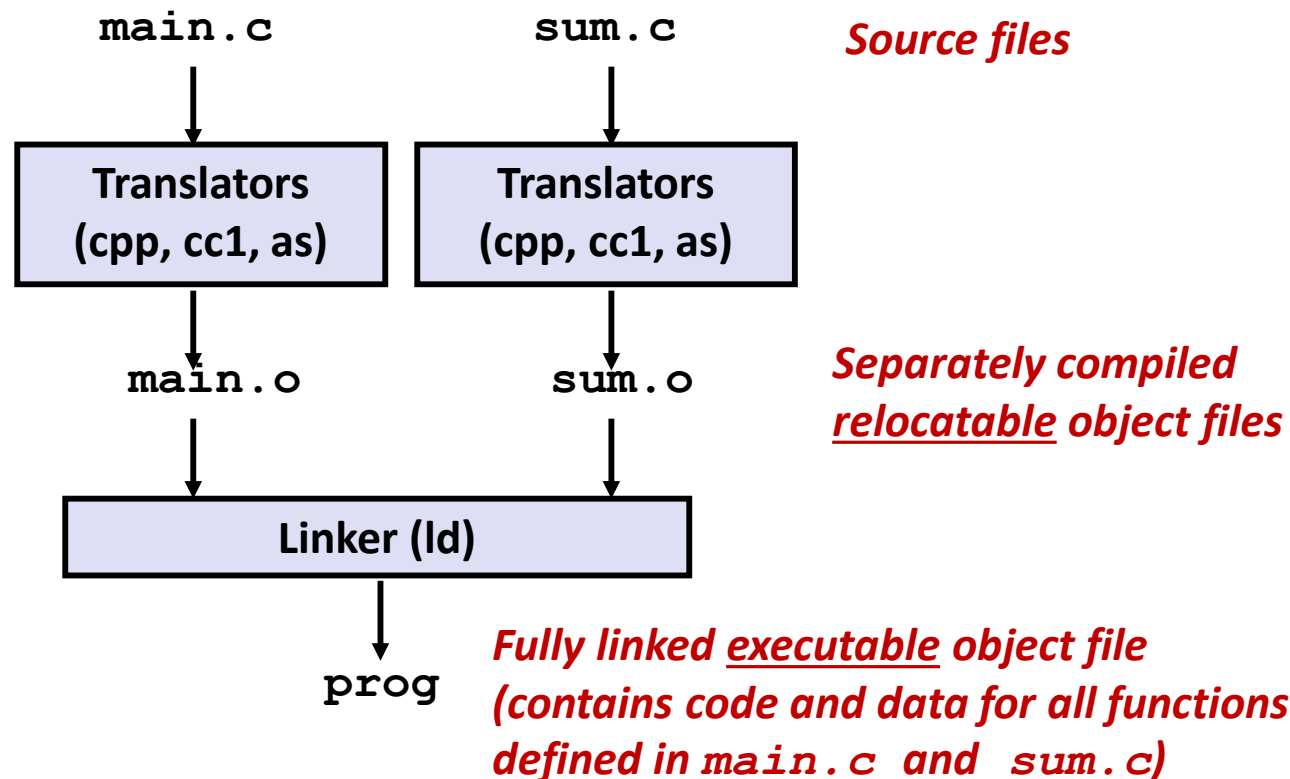 main.c sum.c Source files
Translators Translators
(cpp, cc1, as) (cpp, cc1, as)
main.o sum.o
Separately compiled
relocatable object files
Linker (ld)
prog
Fully linked executable object file
(contains code and data for all functions
defined in main.c and sum.c)